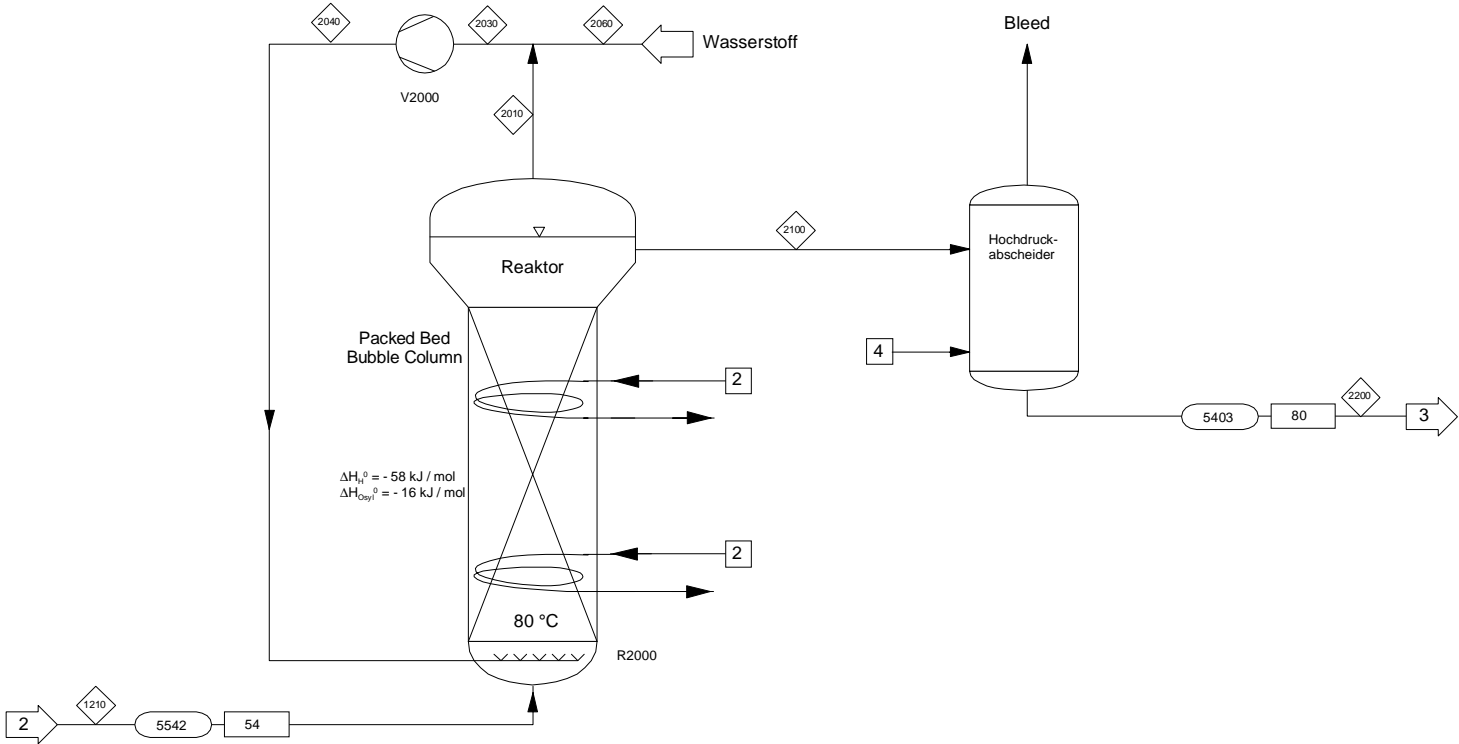 2040
2030
2060
Wasserstoff
Bleed
V2000
2010
2100
Hochdruck-
abscheider
Reaktor
Packed Bed
Bubble Column
2
4
2200
5403
80
3
ΔH_H⁰ = - 58 kJ / mol
ΔH_Osyl⁰ = - 16 kJ / mol
2
80 °C
R2000
1210
2
5542
54